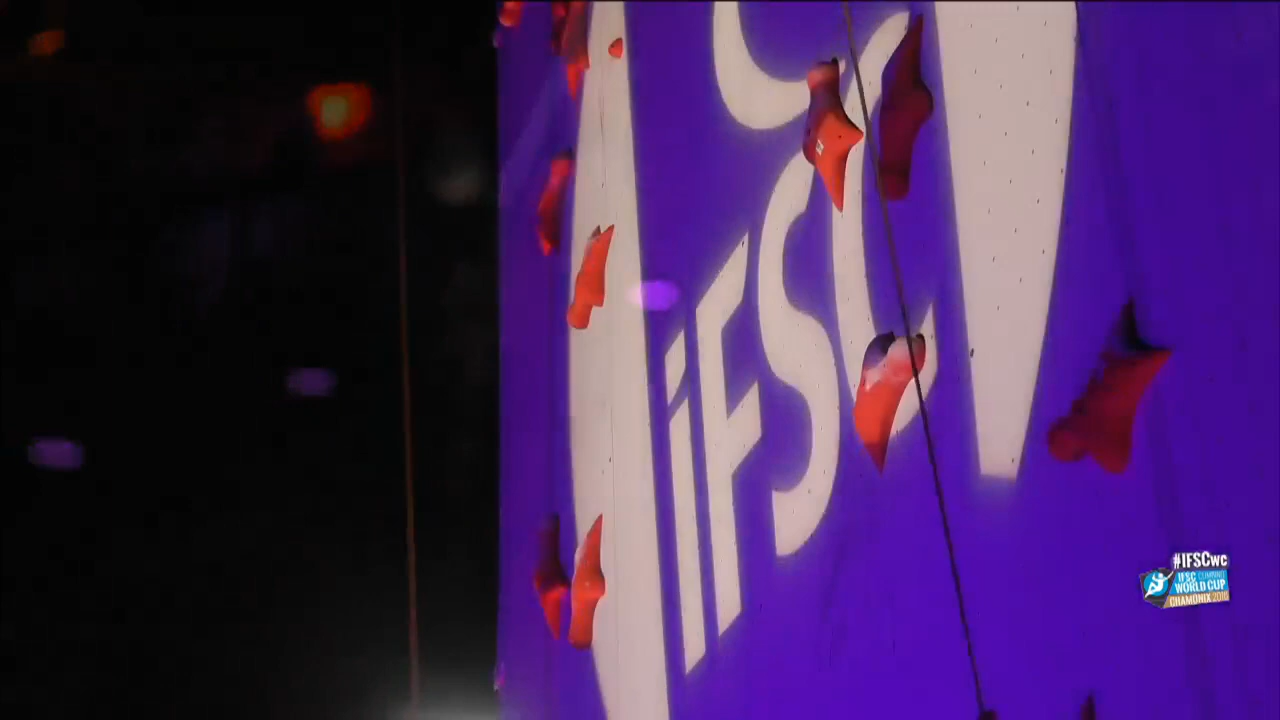 iFSC
#IFSCwc
IFSC CLIMBING
WORLD CUP
CHAMONIX 2016